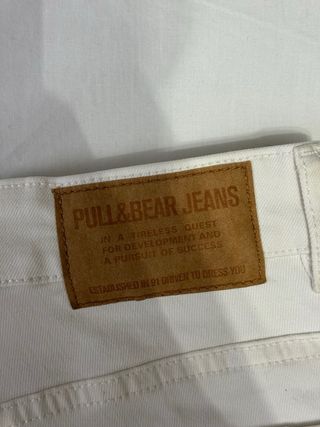 PULL&BEAR JEANS
IN A TIRELESS QUEST
FOR DEVELOPMENT AND
A PURSUIT OF SUCCESS
ESTABLISHED IN 91 DRIVEN TO DRESS YOU